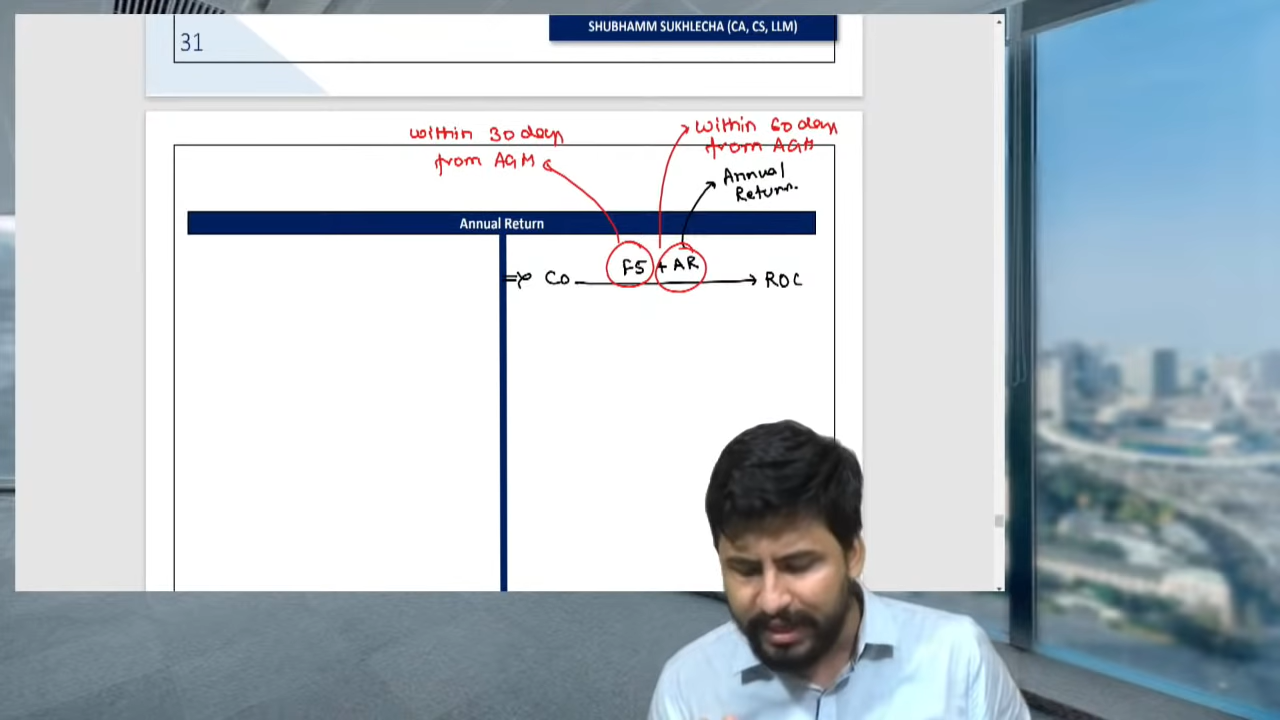 SHUBHAMM SUKHLECHA (CA, CS, LLM)
31
within 30 days
from AGM
within 60 days
from AGM
Annual
Return.
Annual Return
⇒ Co FS + AR → ROC